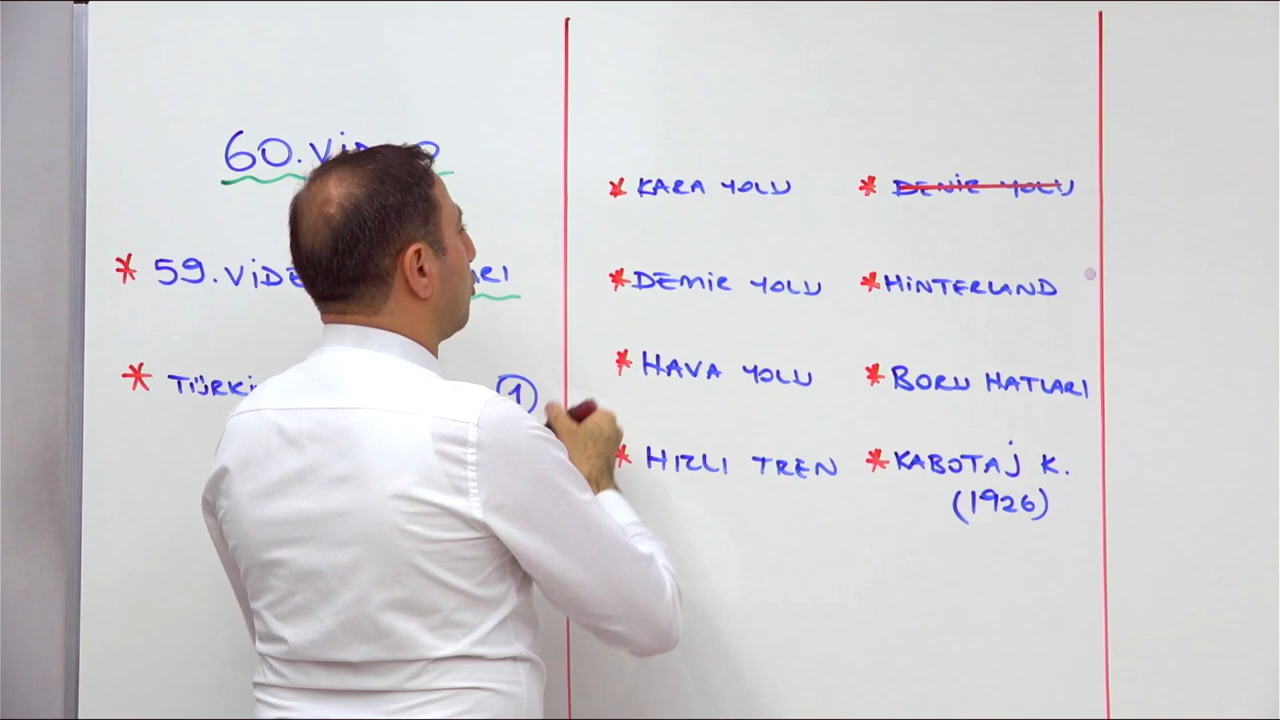 60.
* 59.
* ①
* KARA YOLU
* DEMİR YOLU
* HAVA YOLU
* HIZLI TREN
* DENİZ YOLU
* HİNTERLAND
* BORU HATLARI
* KABOTAJ K.
(1926)